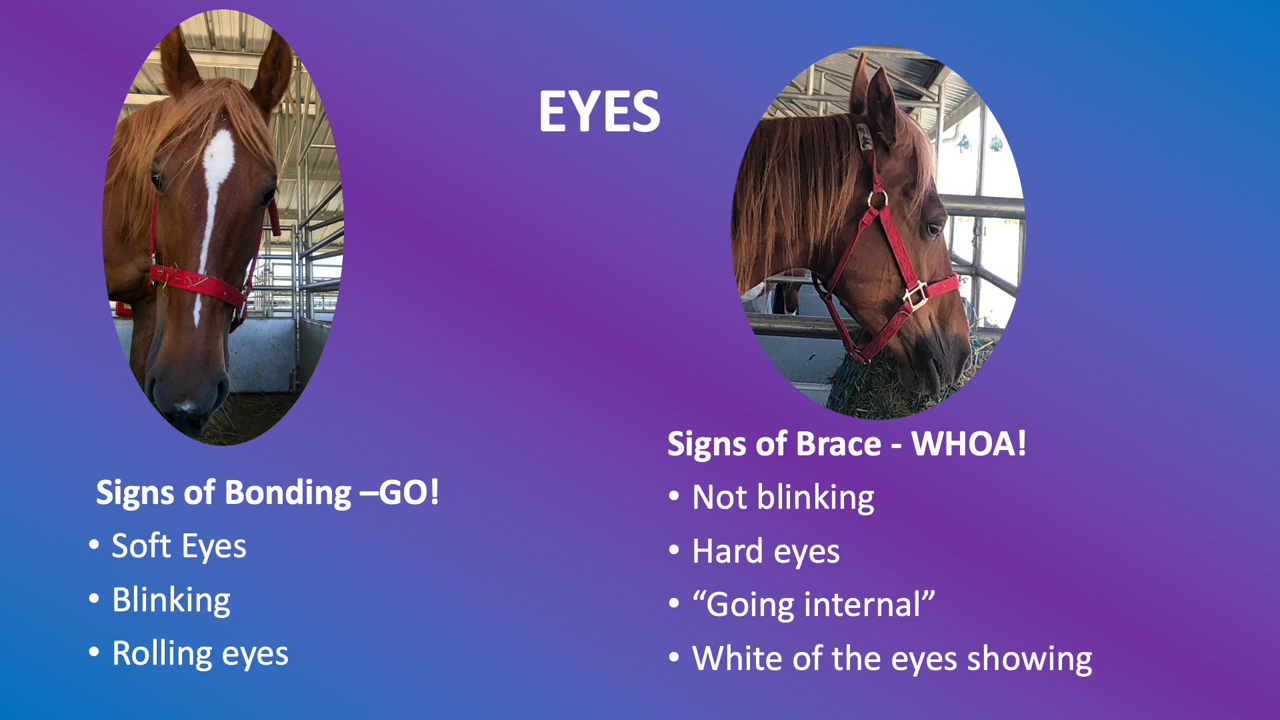 EYES
Signs of Bonding –GO!
• Soft Eyes
• Blinking
• Rolling eyes
Signs of Brace - WHOA!
• Not blinking
• Hard eyes
• “Going internal”
• White of the eyes showing